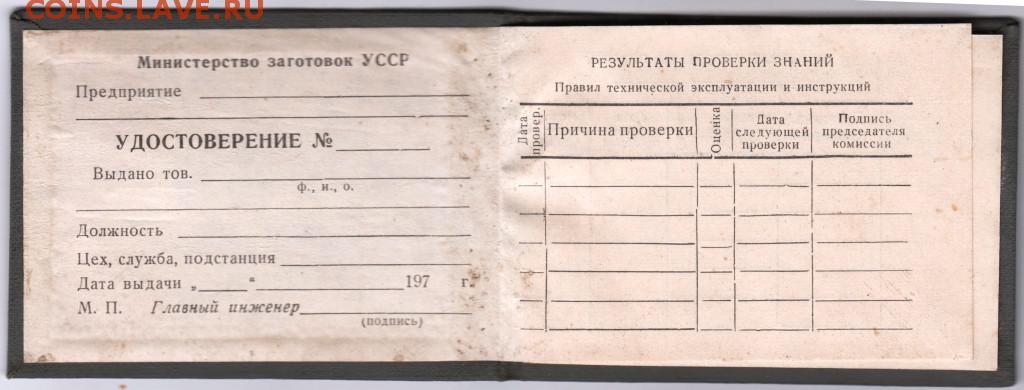 COINS.LAVE.RU
Министерство заготовок УССР
Предприятие
УДОСТОВЕРЕНИЕ №
Выдано тов.
ф., и., о.
Должность
Цех, служба, подстанция
Дата выдачи „ “ 197 г.
М. П. Главный инженер
(подпись)
РЕЗУЛЬТАТЫ ПРОВЕРКИ ЗНАНИЙ
Правил технической эксплуатации и инструкций
Дата провер.
Причина проверки
Оценка
Дата
следующей
проверки
Подпись
председателя
комиссии